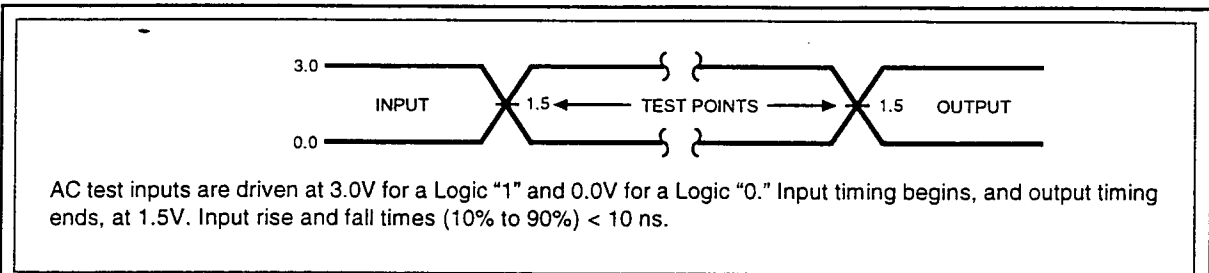 3.0
INPUT 1.5 TEST POINTS 1.5 OUTPUT
0.0
AC test inputs are driven at 3.0V for a Logic “1” and 0.0V for a Logic “0.” Input timing begins, and output timing
ends, at 1.5V. Input rise and fall times (10% to 90%) < 10 ns.